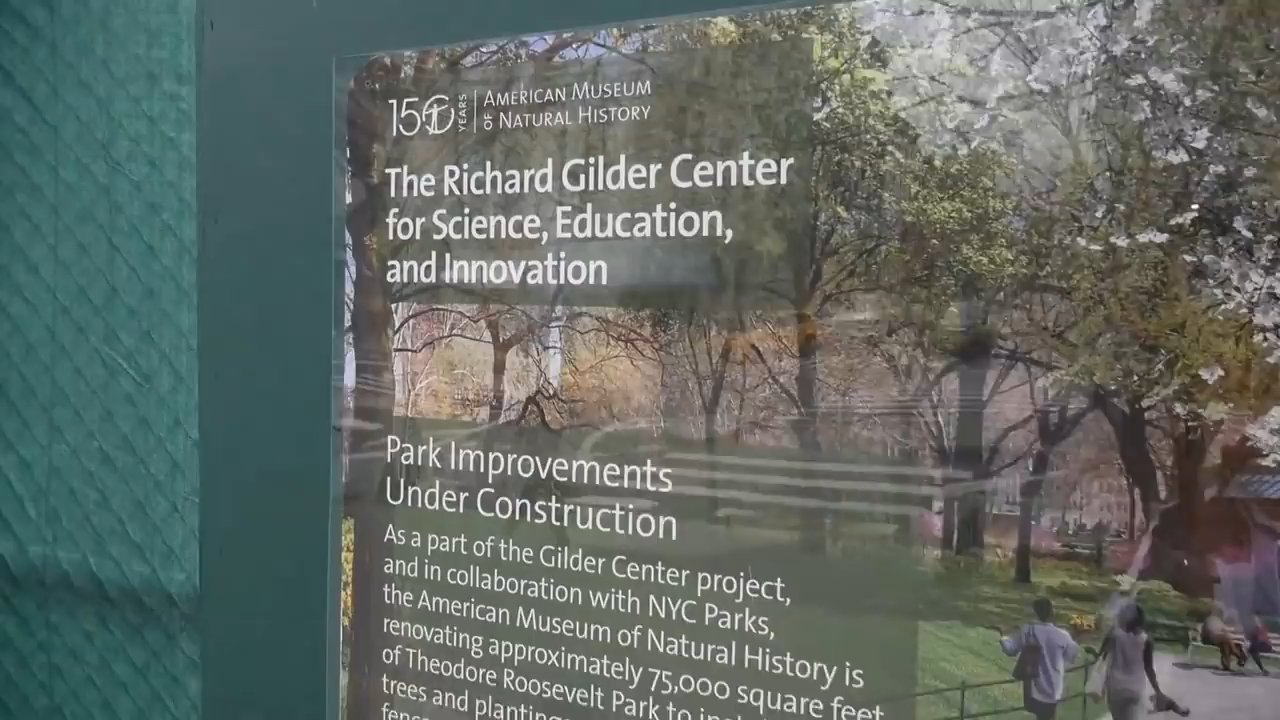 150 YEARS
AMERICAN MUSEUM
OF NATURAL HISTORY
The Richard Gilder Center
for Science, Education,
and Innovation
Park Improvements
Under Construction
As a part of the Gilder Center project,
and in collaboration with NYC Parks,
the American Museum of Natural History is
renovating approximately 75,000 square feet
of Theodore Roosevelt Park to
trees and